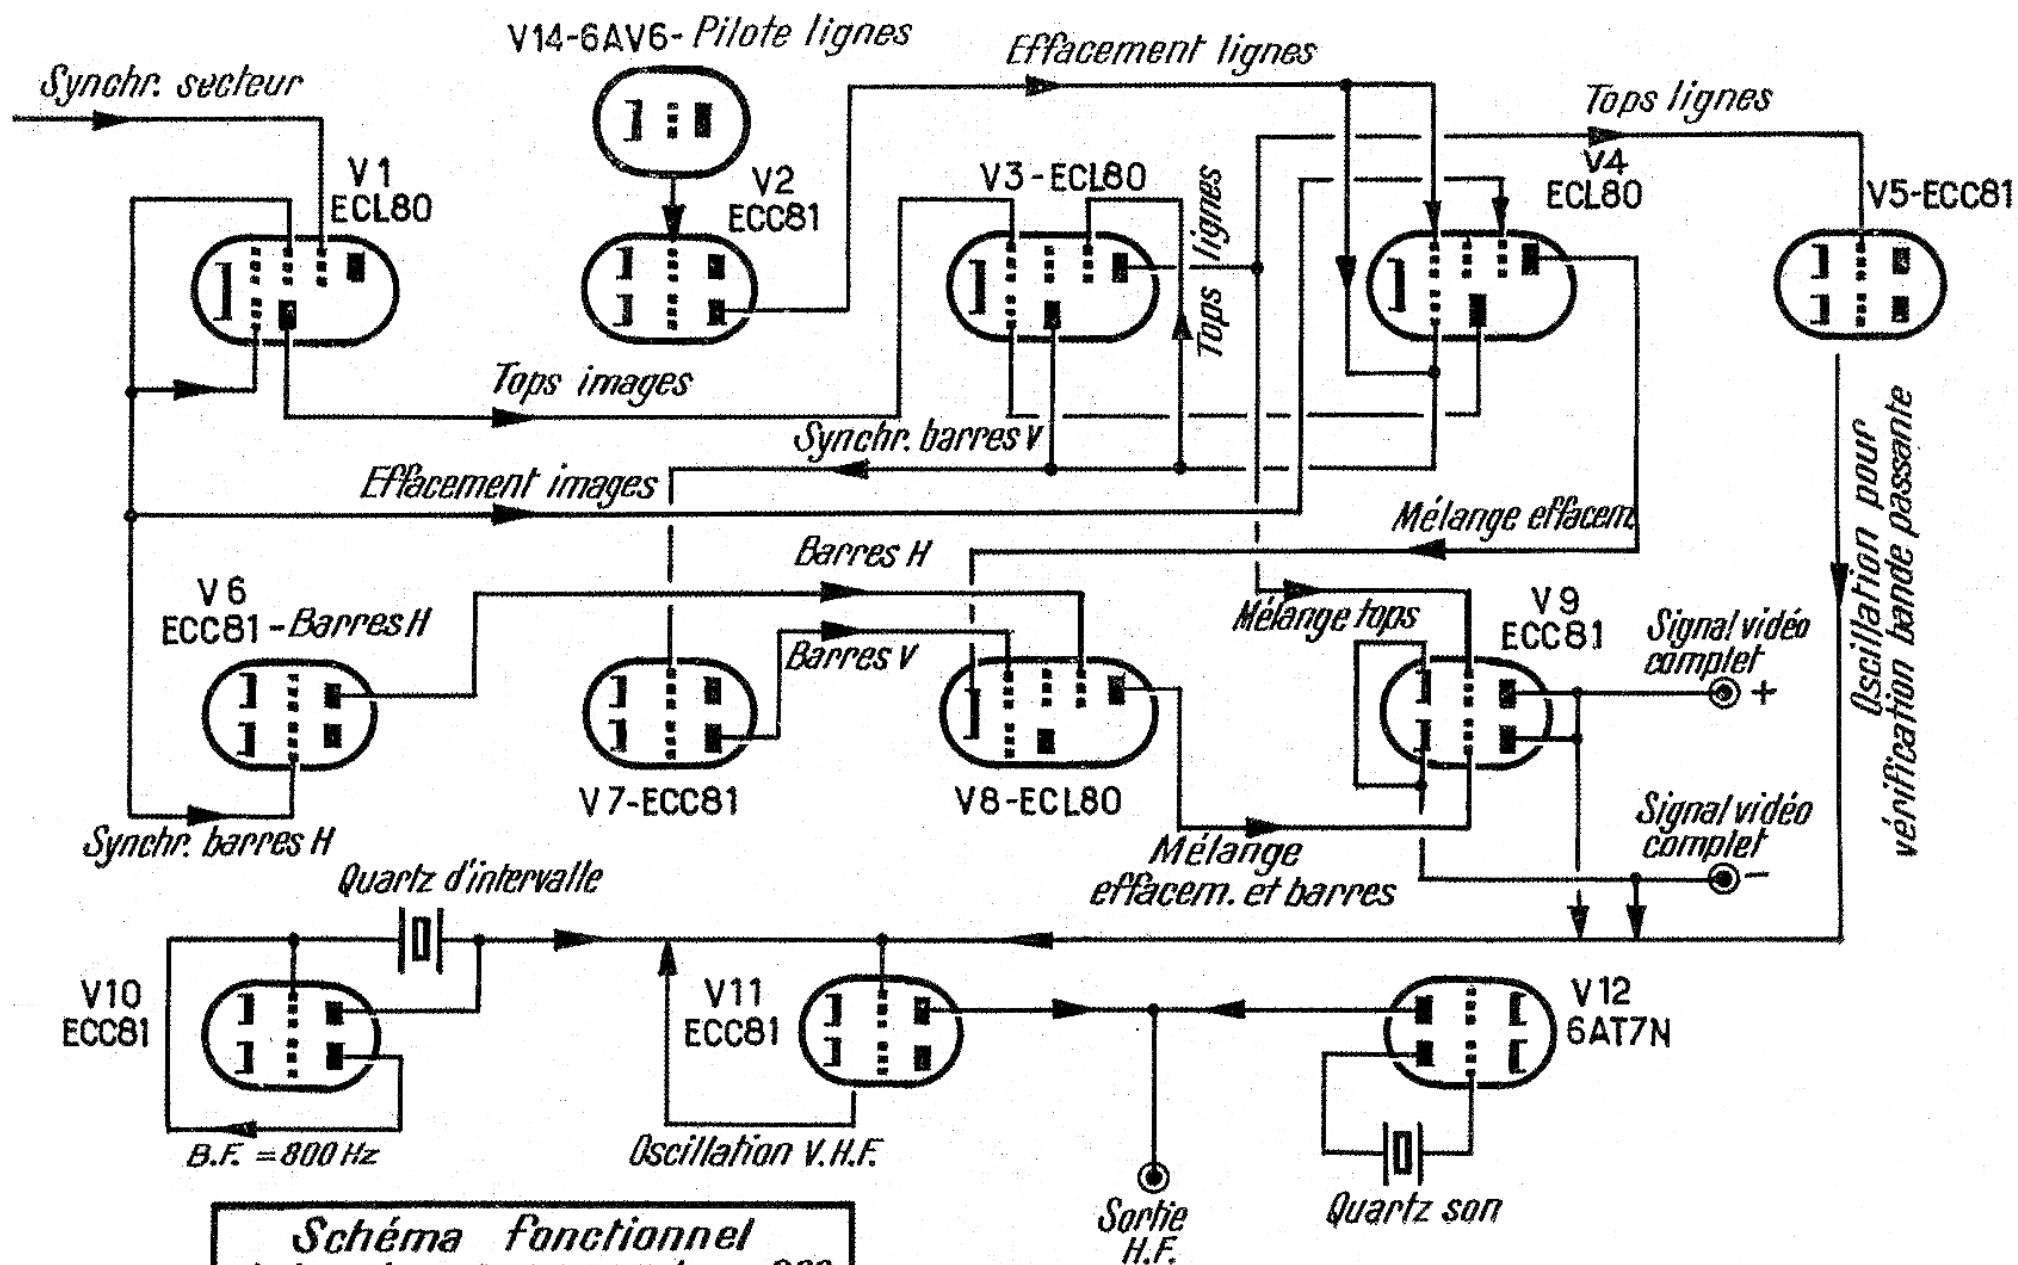 V14-6AV6- Pilote lignes
Effacement lignes
Synchr. secteur
Tops lignes
V1
ECL80
V2
ECC81
V3-ECL80
Tops lignes
V4
ECL80
V5-ECC81
Tops images
Synchr. barres V
Effacement images
Mélange effacem.
Oscillation pour
vérification bande passante
Barres H
V6
ECC81-Barres H
Barres V
Mélange tops
V9
ECC81
Signal vidéo
complet
+
V7-ECC81
V8-ECL80
Signal vidéo
complet
-
Synchr. barres H
Mélange
effacem. et barres
Quartz d'intervalle
V10
ECC81
V11
ECC81
V12
6AT7N
B.F. = 800 Hz
Oscillation V.H.F.
Sortie
H.F.
Quartz son
Schéma fonctionnel